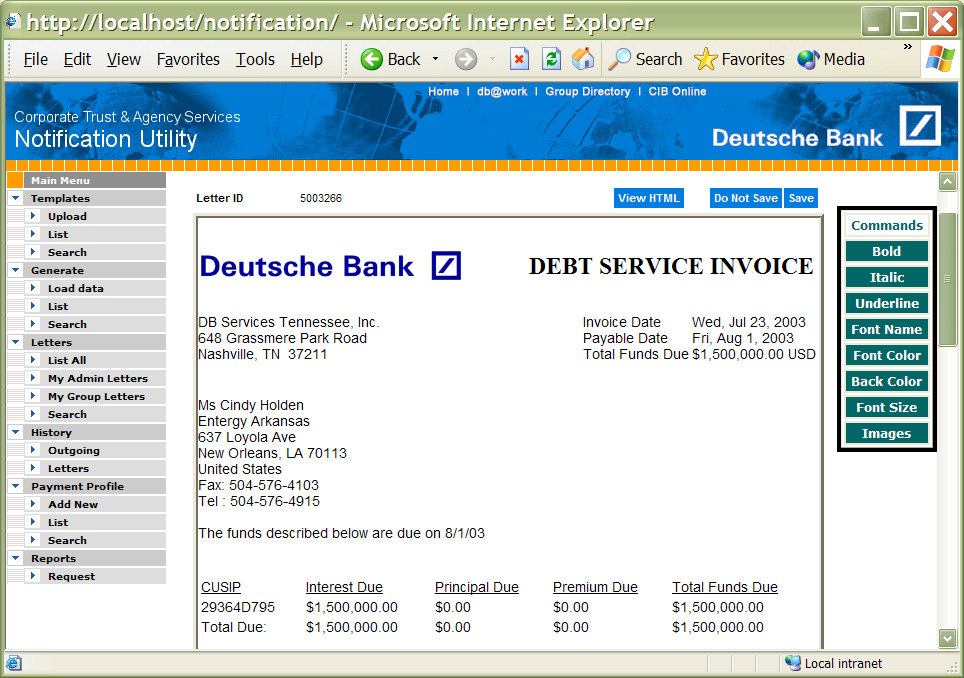 http://localhost/notification/ - Microsoft Internet Explorer
File Edit View Favorites Tools Help Back Search Favorites Media »
Home | db@work | Group Directory | CIB Online
Corporate Trust & Agency Services
Notification Utility
Deutsche Bank
Main Menu
Templates
Upload
List
Search
Generate
Load data
List
Search
Letters
List All
My Admin Letters
My Group Letters
Search
History
Outgoing
Letters
Payment Profile
Add New
List
Search
Reports
Request
Letter ID 5003266 View HTML Do Not Save Save
Deutsche Bank DEBT SERVICE INVOICE
DB Services Tennessee, Inc.
648 Grassmere Park Road
Nashville, TN 37211
Invoice Date Wed, Jul 23, 2003
Payable Date Fri, Aug 1, 2003
Total Funds Due $1,500,000.00 USD
Ms Cindy Holden
Entergy Arkansas
637 Loyola Ave
New Orleans, LA 70113
United States
Fax: 504-576-4103
Tel : 504-576-4915
The funds described below are due on 8/1/03
CUSIP Interest Due Principal Due Premium Due Total Funds Due
29364D795 $1,500,000.00 $0.00 $0.00 $1,500,000.00
Total Due: $1,500,000.00 $0.00 $0.00 $1,500,000.00
Commands
Bold
Italic
Underline
Font Name
Font Color
Back Color
Font Size
Images
Local intranet